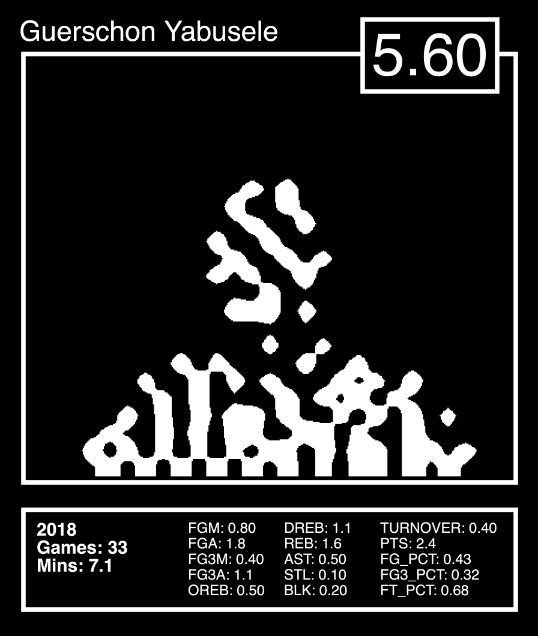 Guerschon Yabusele
5.60
2018
Games: 33
Mins: 7.1
FGM: 0.80
FGA: 1.8
FG3M: 0.40
FG3A: 1.1
OREB: 0.50
DREB: 1.1
REB: 1.6
AST: 0.50
STL: 0.10
BLK: 0.20
TURNOVER: 0.40
PTS: 2.4
FG_PCT: 0.43
FG3_PCT: 0.32
FT_PCT: 0.68